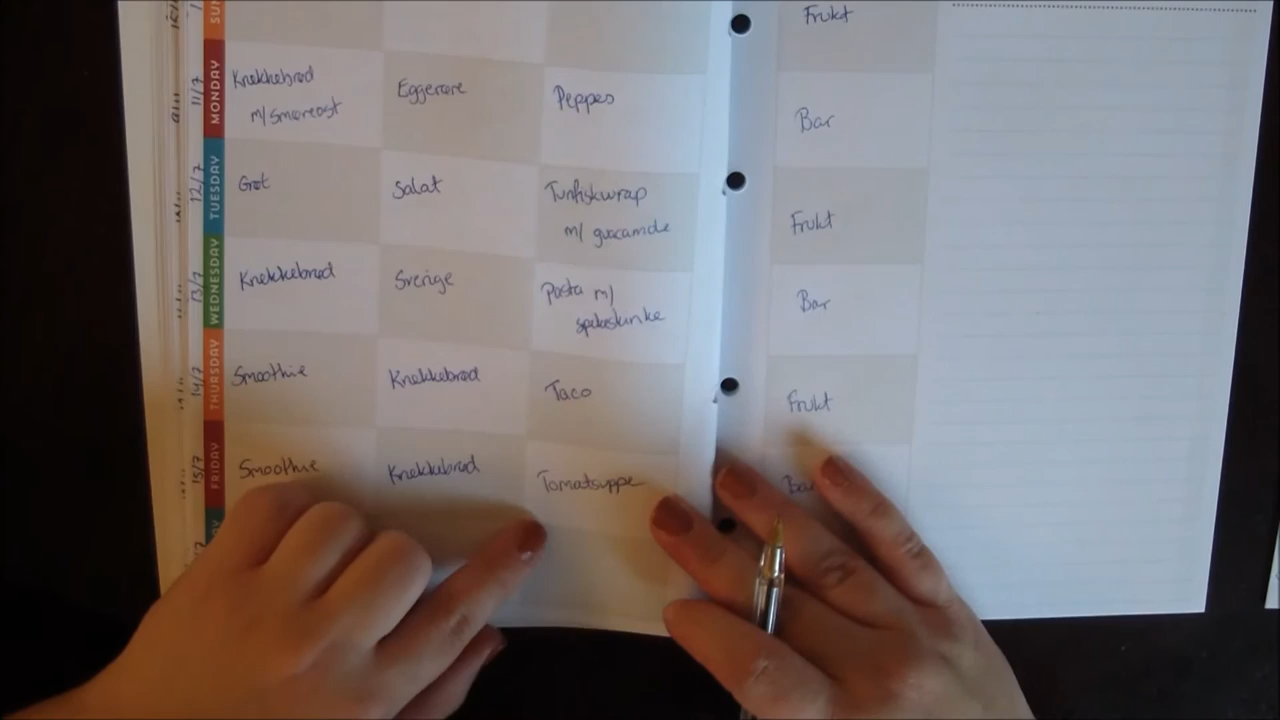 SUN
Frukt
MONDAY
11/7
Knekkebrød
m/smøreost
Eggerøre
Peppes
Bar
TUESDAY
12/7
Grøt
Salat
Tunfiskwrap
m/ guacamole
Frukt
WEDNESDAY
13/7
Knekkebrød
Sverige
Pasta m/
spekeskinke
Bar
THURSDAY
14/7
Smoothie
Knekkebrød
Taco
Frukt
FRIDAY
15/7
Smoothie
Knekkebrød
Tomatsuppe
Bar